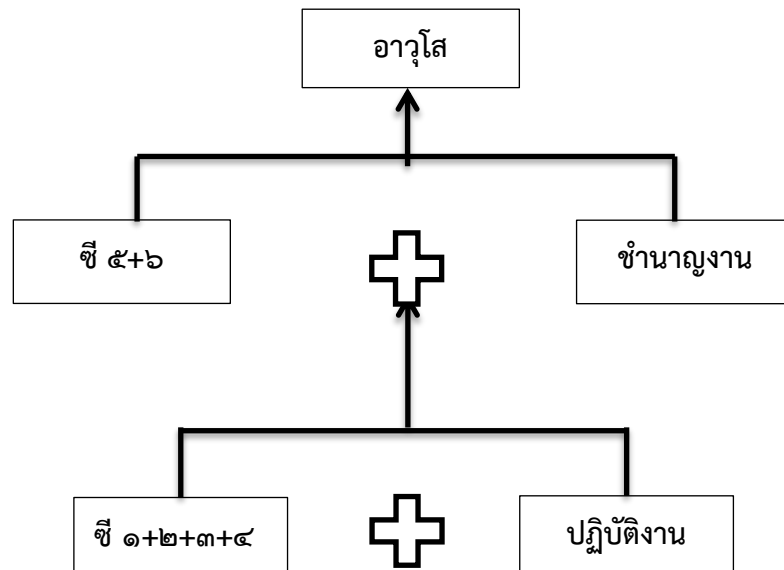 อาวุโส
ซี ๕+๖
ชำนาญงาน
ซี ๑+๒+๓+๔
ปฏิบัติงาน